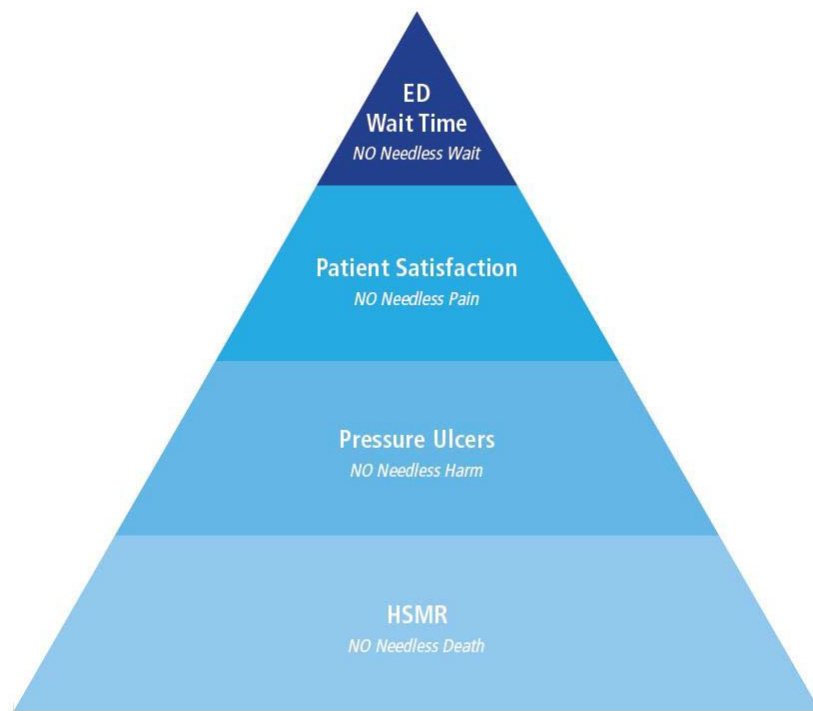 ED
Wait Time
NO Needless Wait
Patient Satisfaction
NO Needless Pain
Pressure Ulcers
NO Needless Harm
HSMR
NO Needless Death